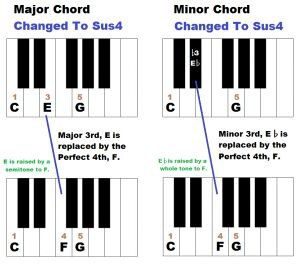 Major Chord
Changed To Sus4
1 3 5
C E G
Major 3rd, E is
replaced by the
Perfect 4th, F.
E is raised by a
semitone to F.
1 4 5
C F G
Minor Chord
Changed To Sus4
♭3
E♭
1 5
C G
Minor 3rd, E♭ is
replaced by the
Perfect 4th, F.
E♭ is raised by a
whole tone to F.
1 4 5
C F G